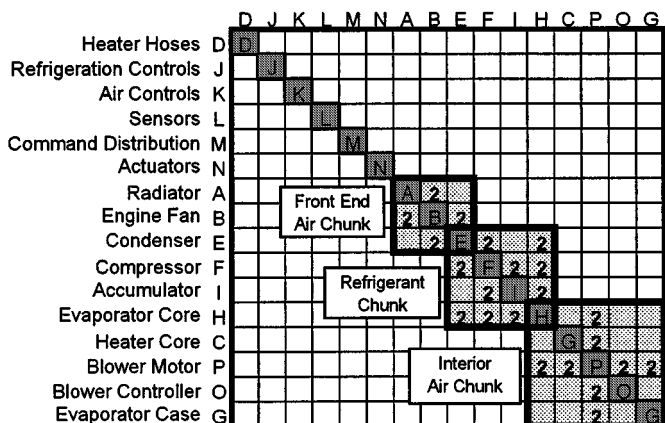 D J K L M N A B E F I H C P O G
Heater Hoses D D
Refrigeration Controls J J
Air Controls K K
Sensors L L
Command Distribution M M
Actuators N N
Radiator A A 2
Front End
Air Chunk
Engine Fan B 2 B 2
Condenser E 2 E 2 2
Compressor F 2 F 2 2
Refrigerant
Chunk
Accumulator I 2 I 2
Evaporator Core H 2 2 2 H 2
Heater Core C C 2
Interior
Air Chunk
Blower Motor P 2 2 P 2 2
Blower Controller O 2 O
Evaporator Case G 2 G